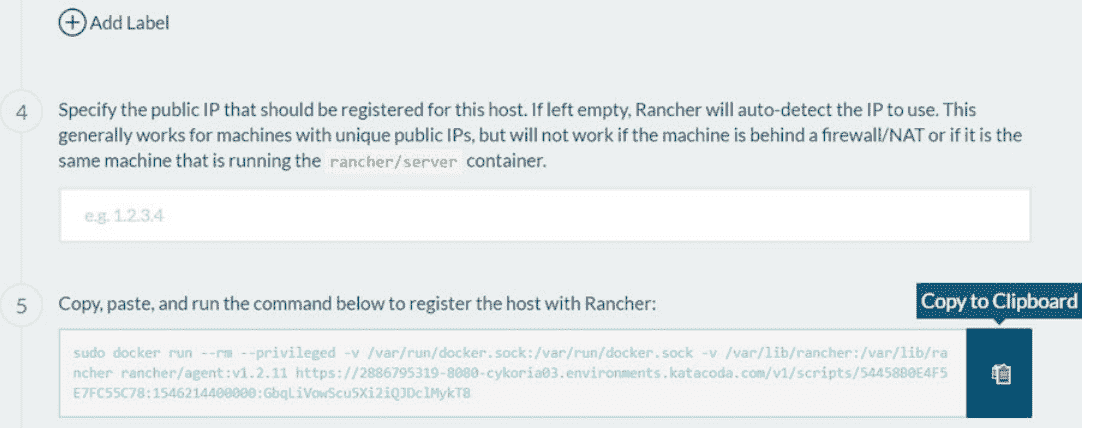 Add Label
4
Specify the public IP that should be registered for this host. If left empty, Rancher will auto-detect the IP to use. This
generally works for machines with unique public IPs, but will not work if the machine is behind a firewall/NAT or if it is the
same machine that is running the rancher/server container.
e.g. 1.2.3.4
5
Copy, paste, and run the command below to register the host with Rancher:
Copy to Clipboard
sudo docker run --rm --privileged -v /var/run/docker.sock:/var/run/docker.sock -v /var/lib/rancher:/var/lib/ra
ncher rancher/agent:v1.2.11 https://2886795319-8080-cykoria03.environments.katacoda.com/v1/scripts/5445880E4F5
E7FC55C78:1546214400000:GbqLiVowScu5Xi2iQJDclMykT8